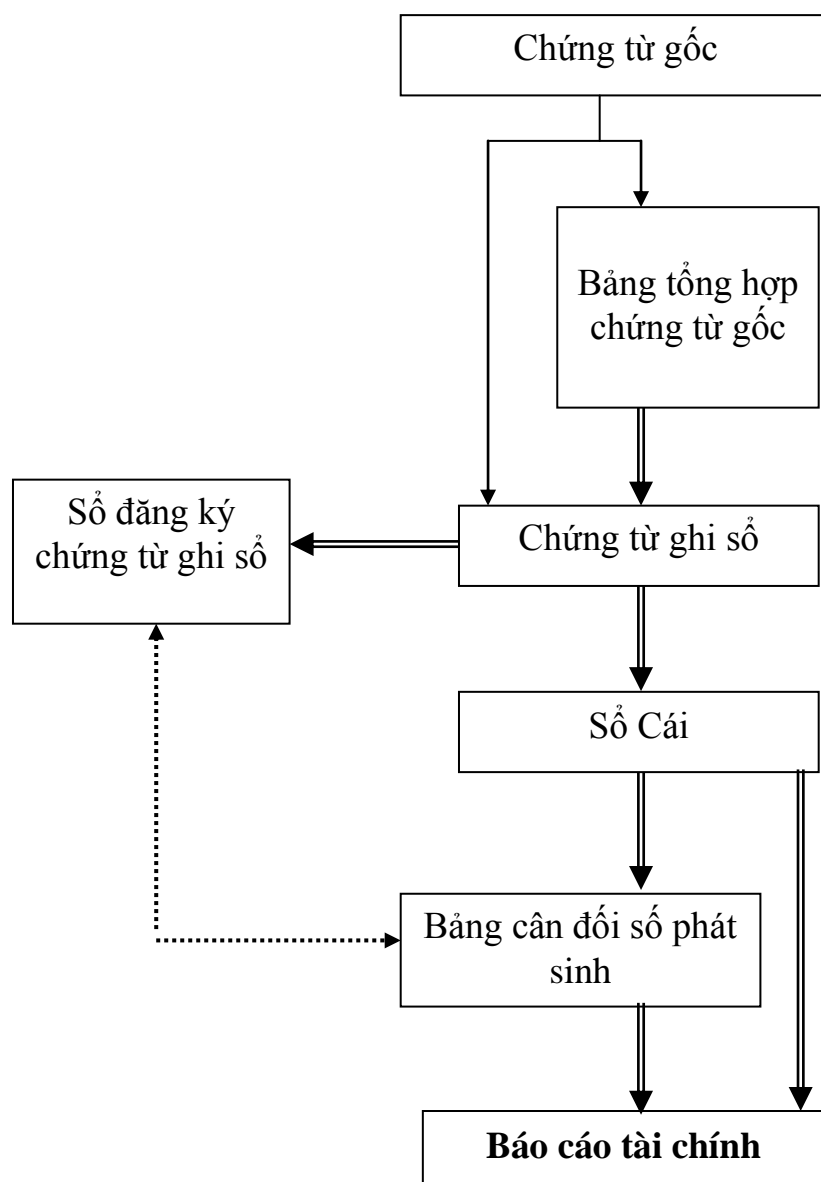 Chứng từ gốc
Bảng tổng hợp
chứng từ gốc
Sổ đăng ký
chứng từ ghi sổ
Chứng từ ghi sổ
Sổ Cái
Bảng cân đối số phát
sinh
Báo cáo tài chính